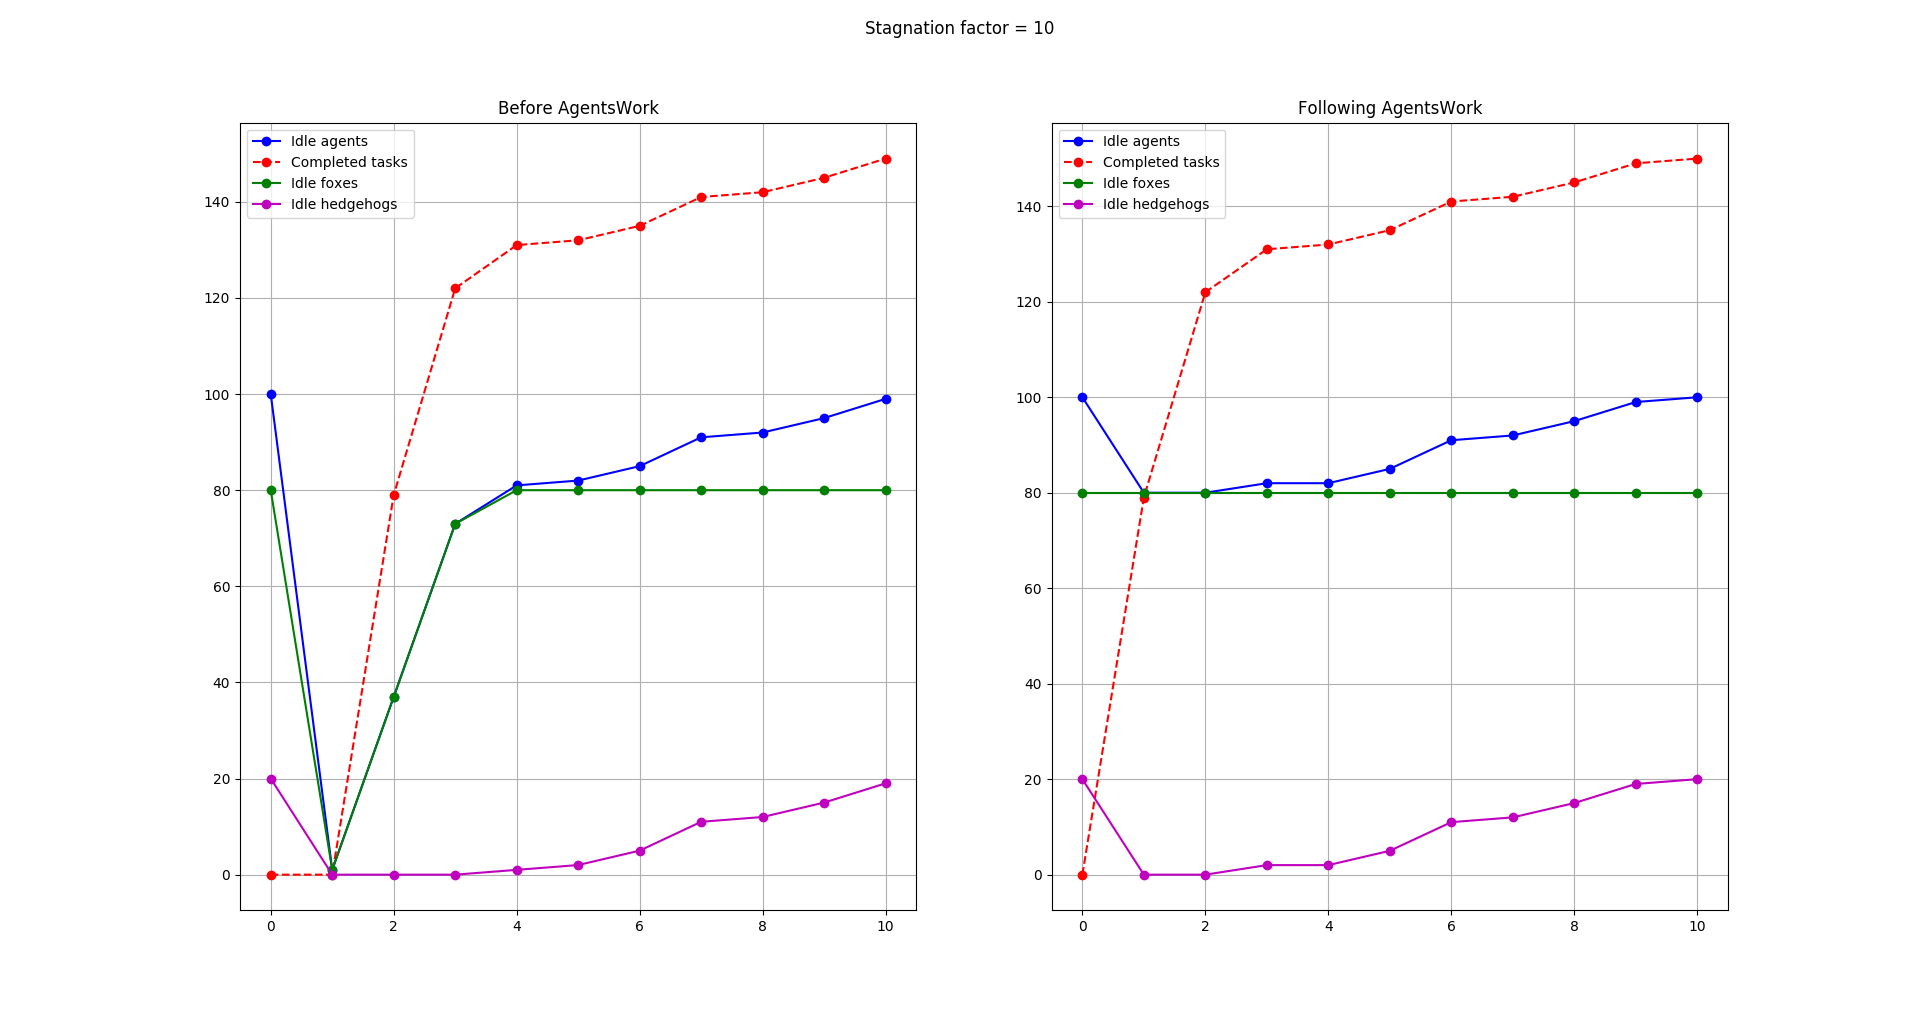 Stagnation factor = 10
Before AgentsWork
Idle agents
Completed tasks
Idle foxes
Idle hedgehogs
140
120
100
80
60
40
20
0
0 2 4 6 8 10
Following AgentsWork
Idle agents
Completed tasks
Idle foxes
Idle hedgehogs
140
120
100
80
60
40
20
0
0 2 4 6 8 10